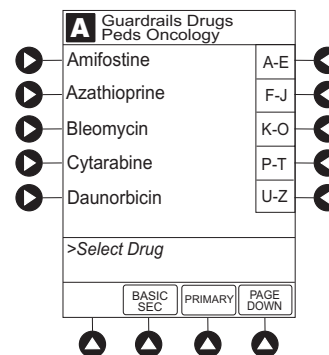 A Guardrails Drugs
Peds Oncology
Amifostine A-E
Azathioprine F-J
Bleomycin K-O
Cytarabine P-T
Daunorbicin U-Z
>Select Drug
BASIC SEC PRIMARY PAGE DOWN